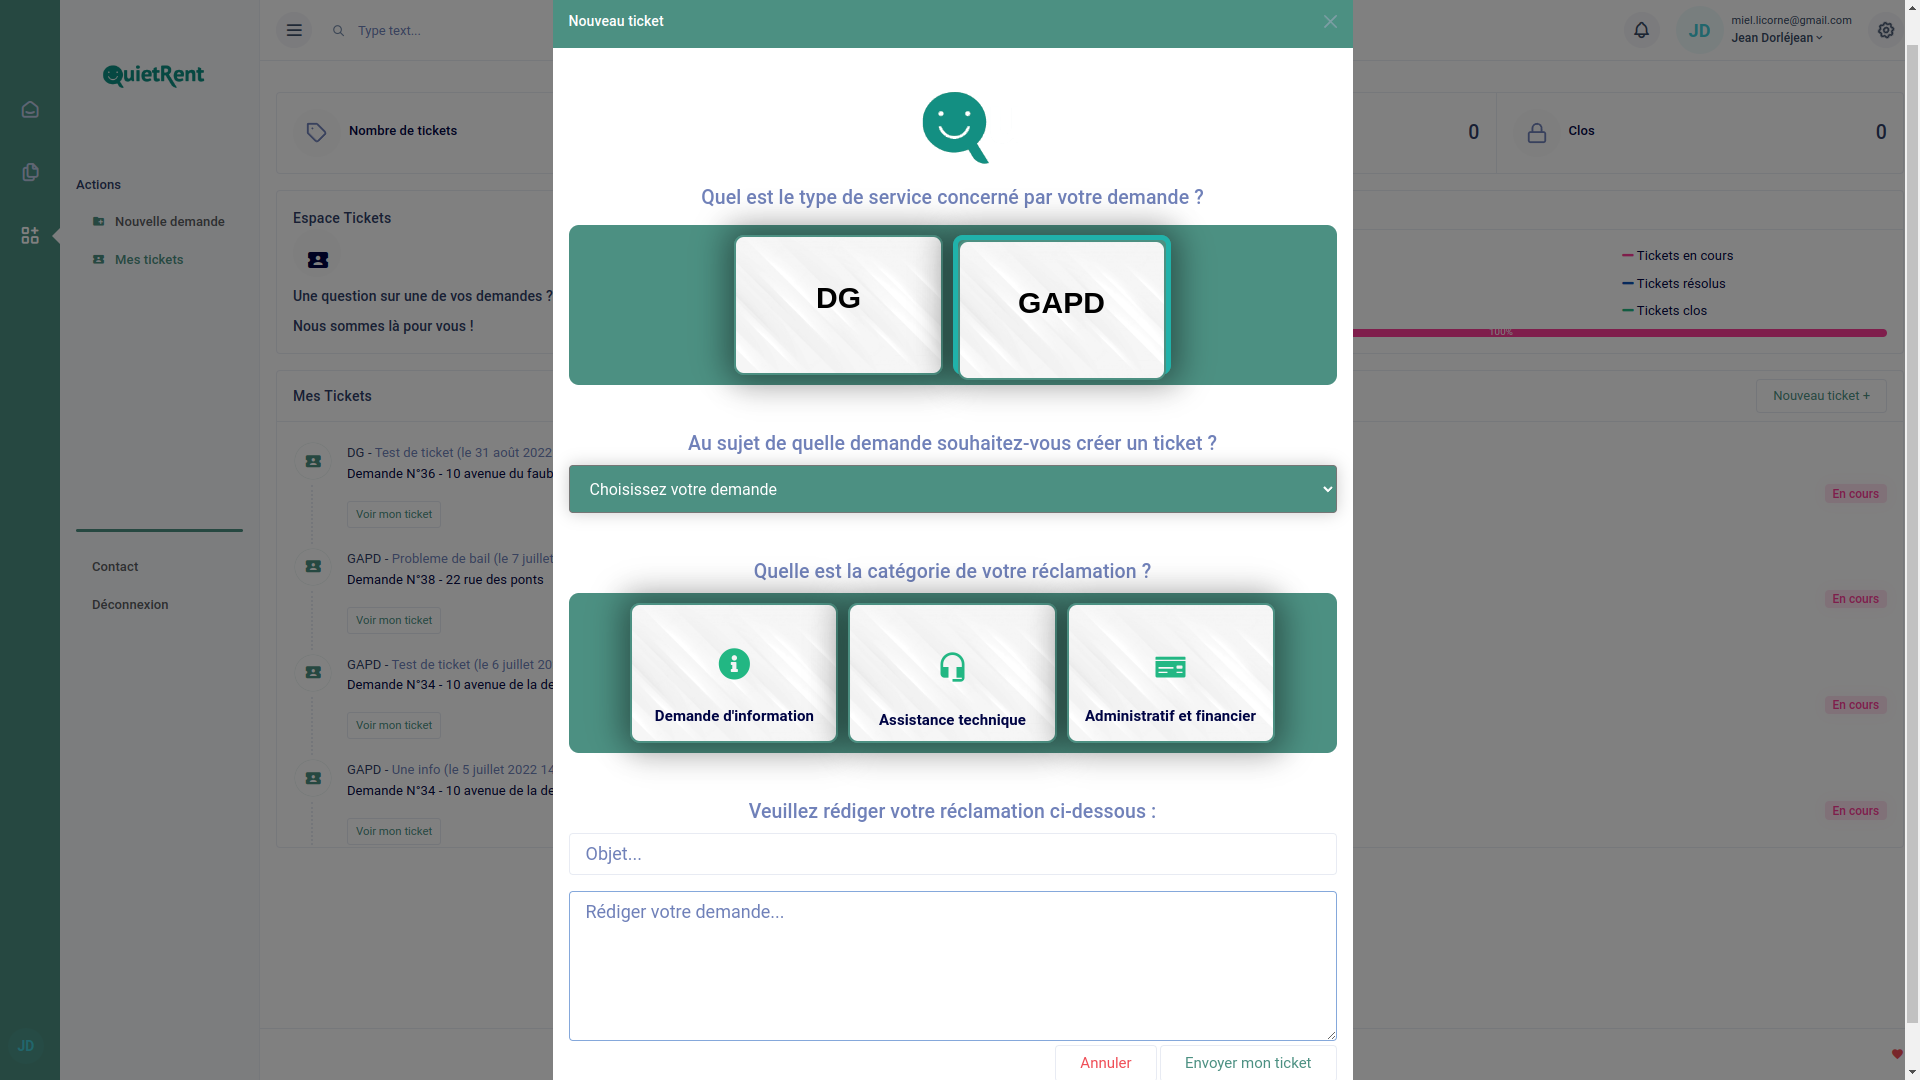 Nouveau ticket
Type text...
miel.licorne@gmail.com
Jean Dorléjean
JD
QuietRent
Nombre de tickets
0
Clos
0
Quel est le type de service concerné par votre demande ?
Actions
Nouvelle demande
Mes tickets
Espace Tickets
Une question sur une de vos demandes ?
Nous sommes là pour vous !
DG
GAPD
Tickets en cours
Tickets résolus
Tickets clos
100%
Mes Tickets
Nouveau ticket +
Au sujet de quelle demande souhaitez-vous créer un ticket ?
Choisissez votre demande
DG - Test de ticket (le 31 août 2022
Demande N°36 - 10 avenue du faub
Voir mon ticket
En cours
GAPD - Probleme de bail (le 7 juillet
Demande N°38 - 22 rue des ponts
Voir mon ticket
En cours
GAPD - Test de ticket (le 6 juillet 20
Demande N°34 - 10 avenue de la de
Voir mon ticket
En cours
GAPD - Une info (le 5 juillet 2022 14
Demande N°34 - 10 avenue de la de
Voir mon ticket
En cours
Contact
Déconnexion
Quelle est la catégorie de votre réclamation ?
Demande d'information
Assistance technique
Administratif et financier
Veuillez rédiger votre réclamation ci-dessous :
Objet...
Rédiger votre demande...
Annuler
Envoyer mon ticket
JD